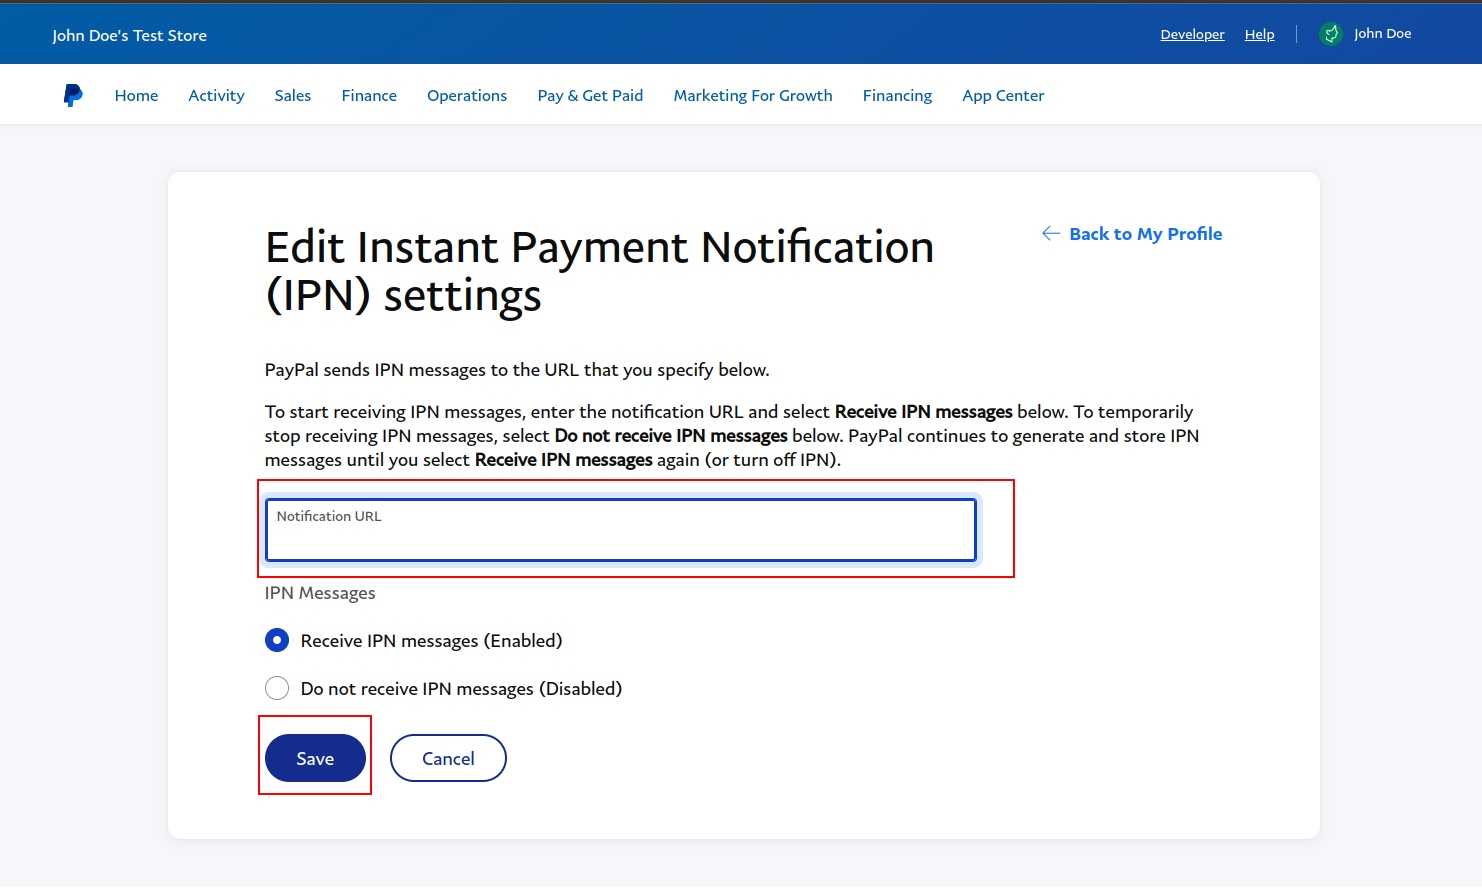 John Doe's Test Store
Developer Help John Doe
Home Activity Sales Finance Operations Pay & Get Paid Marketing For Growth Financing App Center
Edit Instant Payment Notification
(IPN) settings
Back to My Profile
PayPal sends IPN messages to the URL that you specify below.
To start receiving IPN messages, enter the notification URL and select Receive IPN messages below. To temporarily
stop receiving IPN messages, select Do not receive IPN messages below. PayPal continues to generate and store IPN
messages until you select Receive IPN messages again (or turn off IPN).
Notification URL
IPN Messages
Receive IPN messages (Enabled)
Do not receive IPN messages (Disabled)
Save Cancel